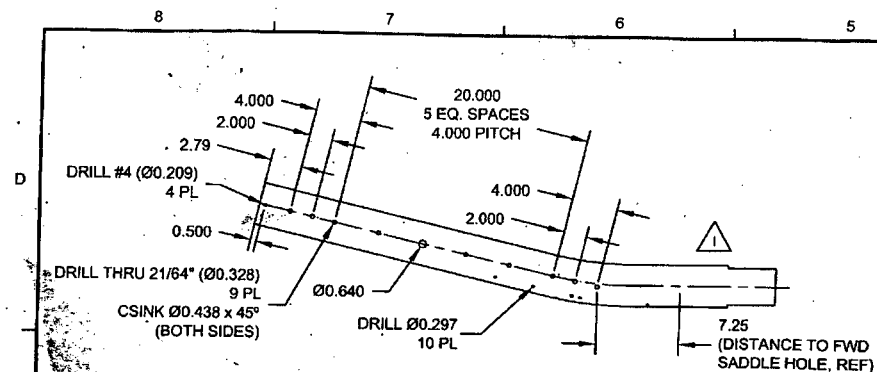 8
7
6
5
D
4.000
2.000
2.79
DRILL #4 (Ø0.209)
4 PL
0.500
DRILL THRU 21/64" (Ø0.328)
9 PL
CSINK Ø0.438 x 45°
(BOTH SIDES)
20.000
5 EQ. SPACES
4.000 PITCH
Ø0.640
4.000
2.000
DRILL Ø0.297
10 PL
1
7.25
(DISTANCE TO FWD
SADDLE HOLE, REF)